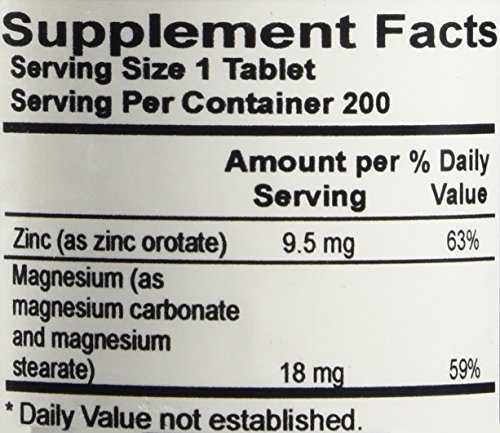 Supplement Facts
Serving Size 1 Tablet
Serving Per Container 200
Amount per % Daily
Serving Value
Zinc (as zinc orotate) 9.5 mg 63%
Magnesium (as
magnesium carbonate
and magnesium
stearate) 18 mg 59%
* Daily Value not established.